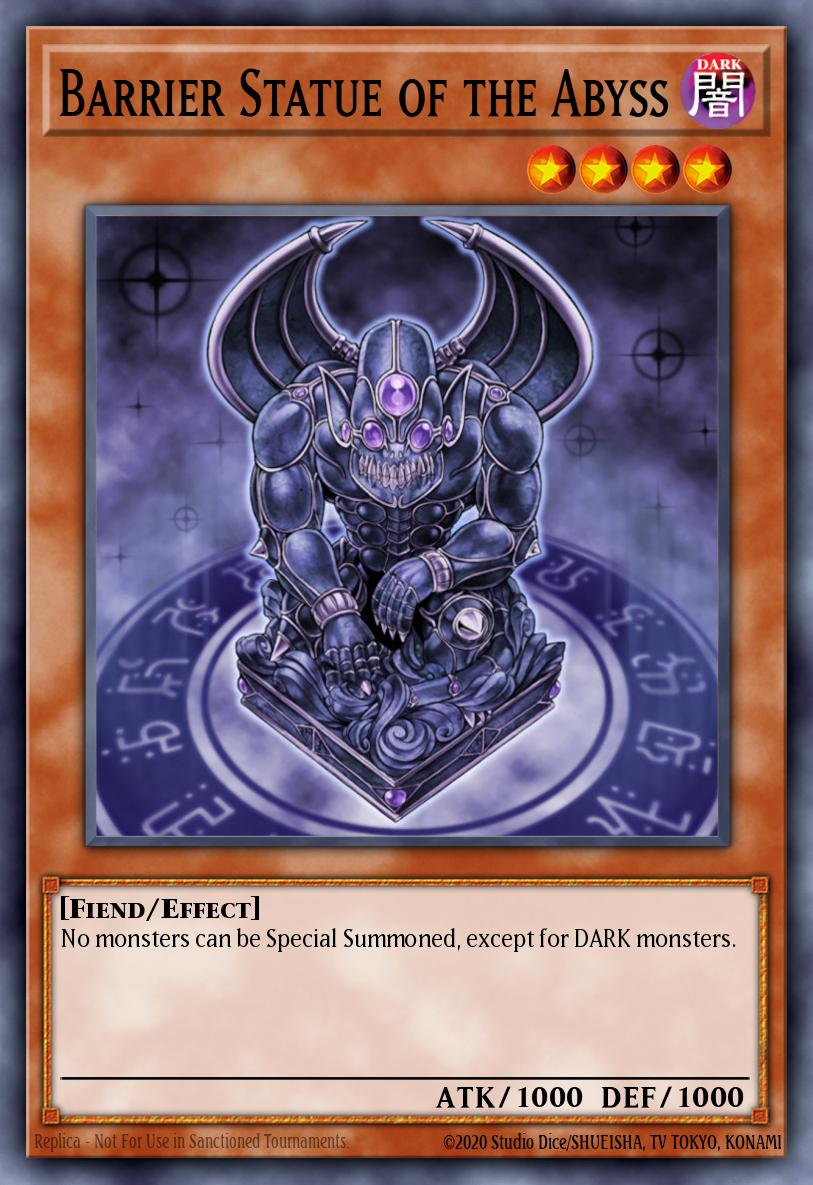 Barrier Statue of the Abyss
DARK
闇
[Fiend/Effect]
No monsters can be Special Summoned, except for DARK monsters.
ATK/1000 DEF/1000
Replica - Not For Use in Sanctioned Tournaments.
©2020 Studio Dice/SHUEISHA, TV TOKYO, KONAMI